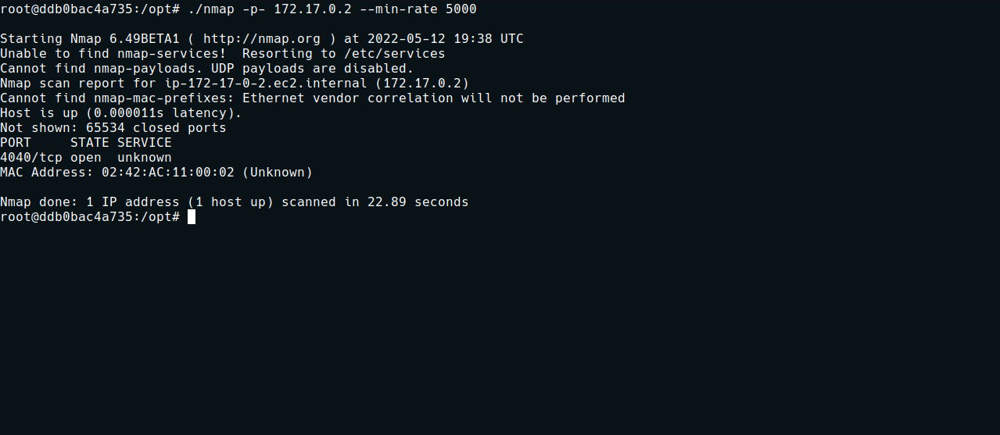 root@ddb0bac4a735:/opt# ./nmap -p- 172.17.0.2 --min-rate 5000
Starting Nmap 6.49BETA1 ( http://nmap.org ) at 2022-05-12 19:38 UTC
Unable to find nmap-services!  Resorting to /etc/services
Cannot find nmap-payloads. UDP payloads are disabled.
Nmap scan report for ip-172-17-0-2.ec2.internal (172.17.0.2)
Cannot find nmap-mac-prefixes: Ethernet vendor correlation will not be performed
Host is up (0.000011s latency).
Not shown: 65534 closed ports
PORT     STATE SERVICE
4040/tcp open  unknown
MAC Address: 02:42:AC:11:00:02 (Unknown)
Nmap done: 1 IP address (1 host up) scanned in 22.89 seconds
root@ddb0bac4a735:/opt#